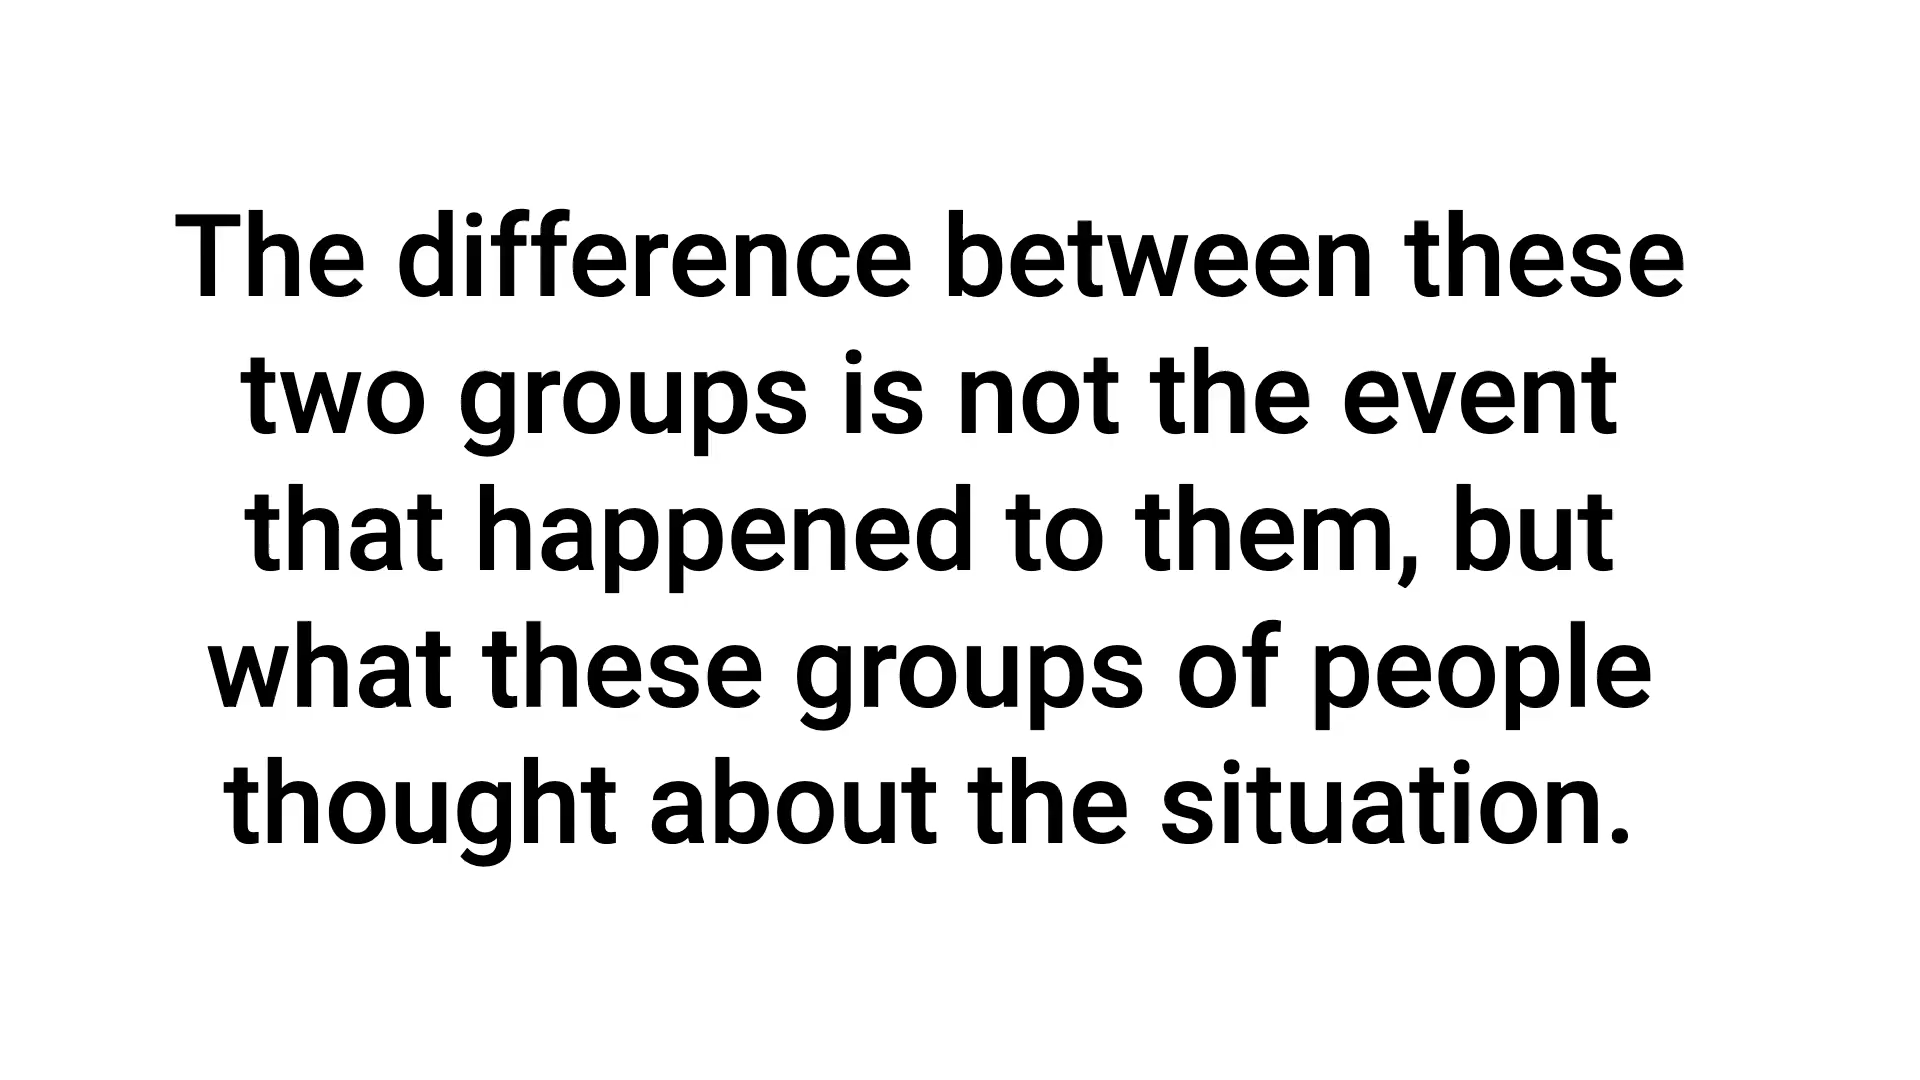 The difference between these
two groups is not the event
that happened to them, but
what these groups of people
thought about the situation.